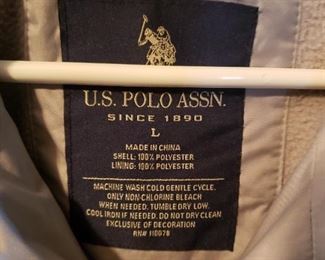 U.S. POLO ASSN.
SINCE 1890
L
MADE IN CHINA
SHELL: 100% POLYESTER
LINING: 100% POLYESTER
MACHINE WASH COLD GENTLE CYCLE.
ONLY NON-CHLORINE BLEACH
WHEN NEEDED. TUMBLE DRY LOW.
COOL IRON IF NEEDED. DO NOT DRY CLEAN
EXCLUSIVE OF DECORATION
RN#